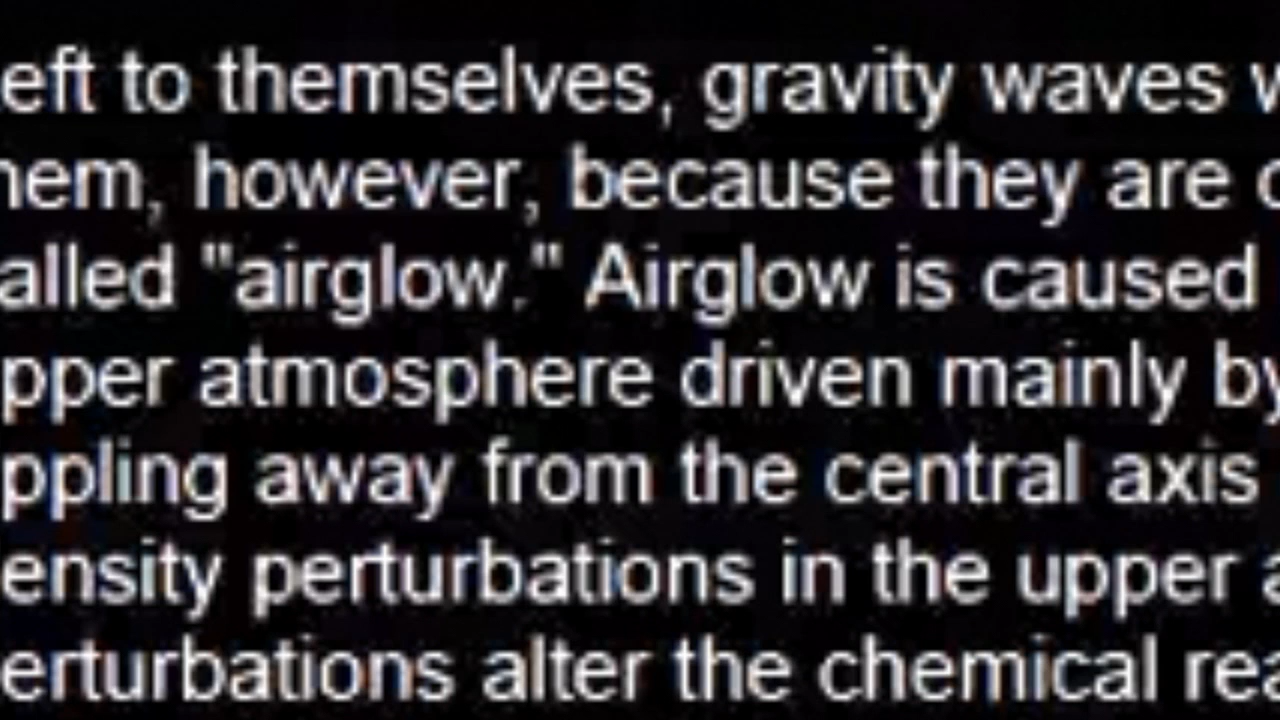 eft to themselves, gravity waves w
hem, however, because they are
alled "airglow." Airglow is caused
pper atmosphere driven mainly by
ppling away from the central axis
ensity perturbations in the upper a
erturbations alter the chemical rea